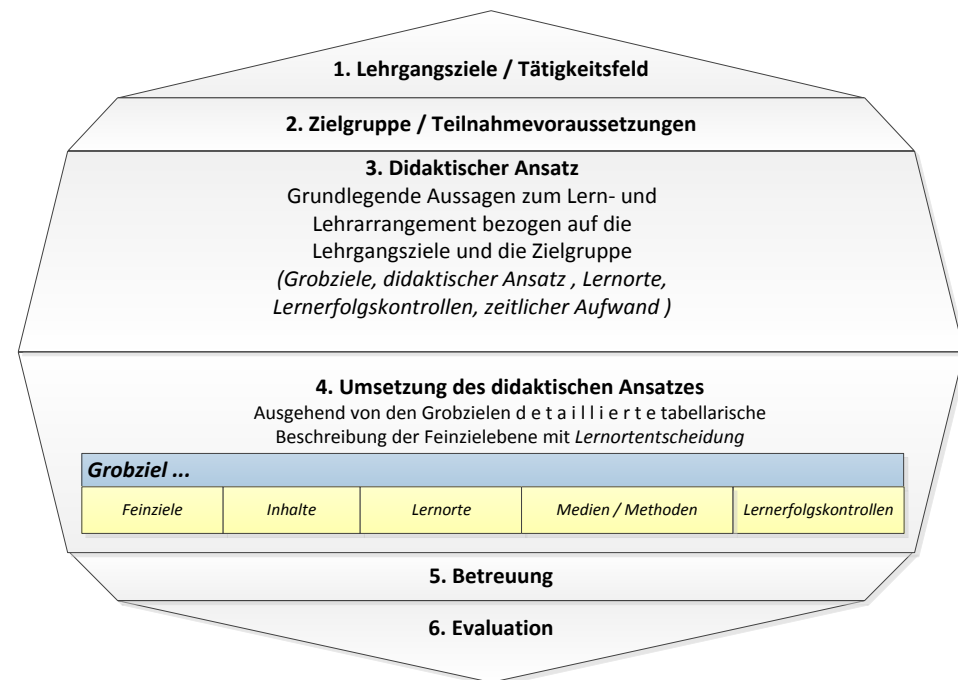 1. Lehrgangsziele / Tätigkeitsfeld
2. Zielgruppe / Teilnahmevoraussetzungen
3. Didaktischer Ansatz
Grundlegende Aussagen zum Lern- und
Lehrarrangement bezogen auf die
Lehrgangsziele und die Zielgruppe
(Grobziele, didaktischer Ansatz , Lernorte,
Lernerfolgskontrollen, zeitlicher Aufwand )
4. Umsetzung des didaktischen Ansatzes
Ausgehend von den Grobzielen d e t a i l l i e r t e tabellarische
Beschreibung der Feinzielebene mit Lernortentscheidung
Grobziel ...
Feinziele Inhalte Lernorte Medien / Methoden Lernerfolgskontrollen
5. Betreuung
6. Evaluation